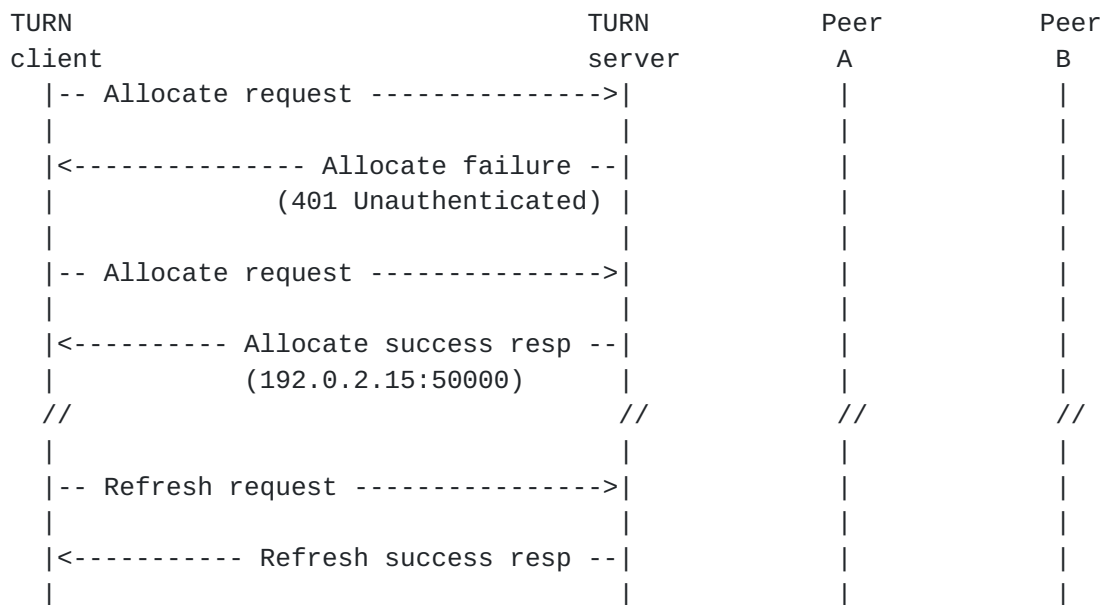 TURN                                 TURN         Peer          Peer
client                               server        A             B
  |-- Allocate request --------------->|             |             |
  |                                    |             |             |
  |<--------------- Allocate failure --|             |             |
  |              (401 Unauthenticated) |             |             |
  |                                    |             |             |
  |-- Allocate request --------------->|             |             |
  |                                    |             |             |
  |<---------- Allocate success resp --|             |             |
  |            (192.0.2.15:50000)      |             |             |
  //                                   //            //            //
  |                                    |             |             |
  |-- Refresh request ---------------->|             |             |
  |                                    |             |             |
  |<----------- Refresh success resp --|             |             |
  |                                    |             |             |